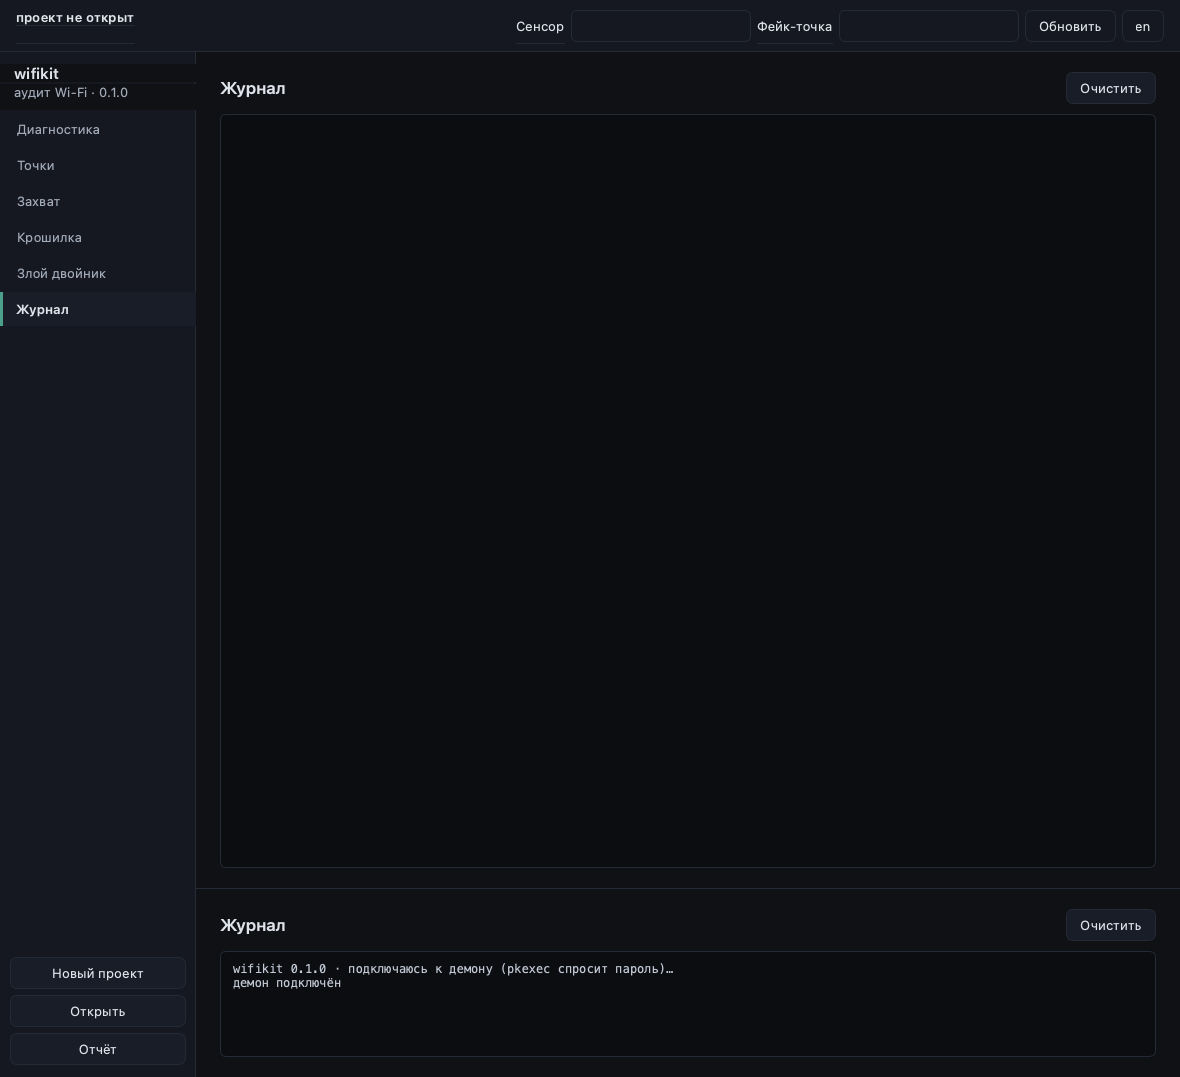 проект не открыт
Сенсор
Фейк-точка
Обновить
en
wifikit
аудит Wi-Fi · 0.1.0
Диагностика
Точки
Захват
Крошилка
Злой двойник
Журнал
Новый проект
Открыть
Отчёт
Журнал
Очистить
Журнал
Очистить
wifikit 0.1.0 · подключаюсь к демону (pkexec спросит пароль)…
демон подключён